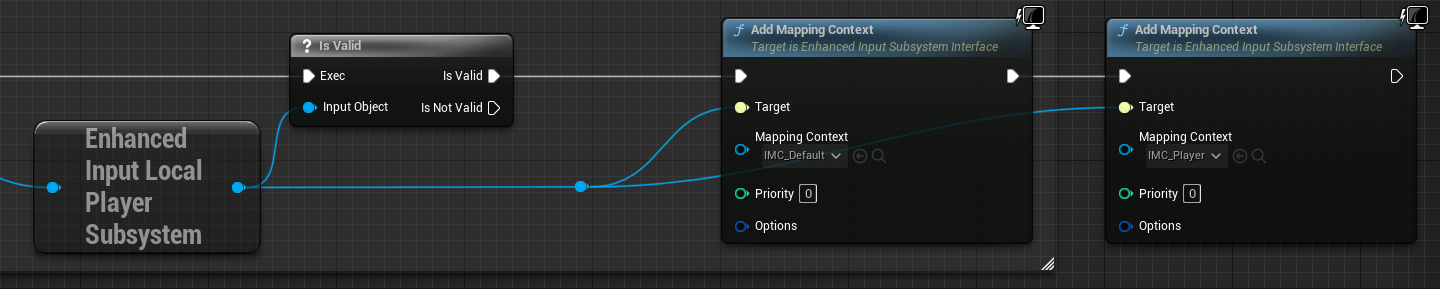 Is Valid
Exec
Is Valid
Input Object
Is Not Valid
Enhanced
Input Local
Player
Subsystem
Add Mapping Context
Target is Enhanced Input Subsystem Interface
Target
Mapping Context
IMC_Default
Priority 0
Options
Add Mapping Context
Target is Enhanced Input Subsystem Interface
Target
Mapping Context
IMC_Player
Priority 0
Options